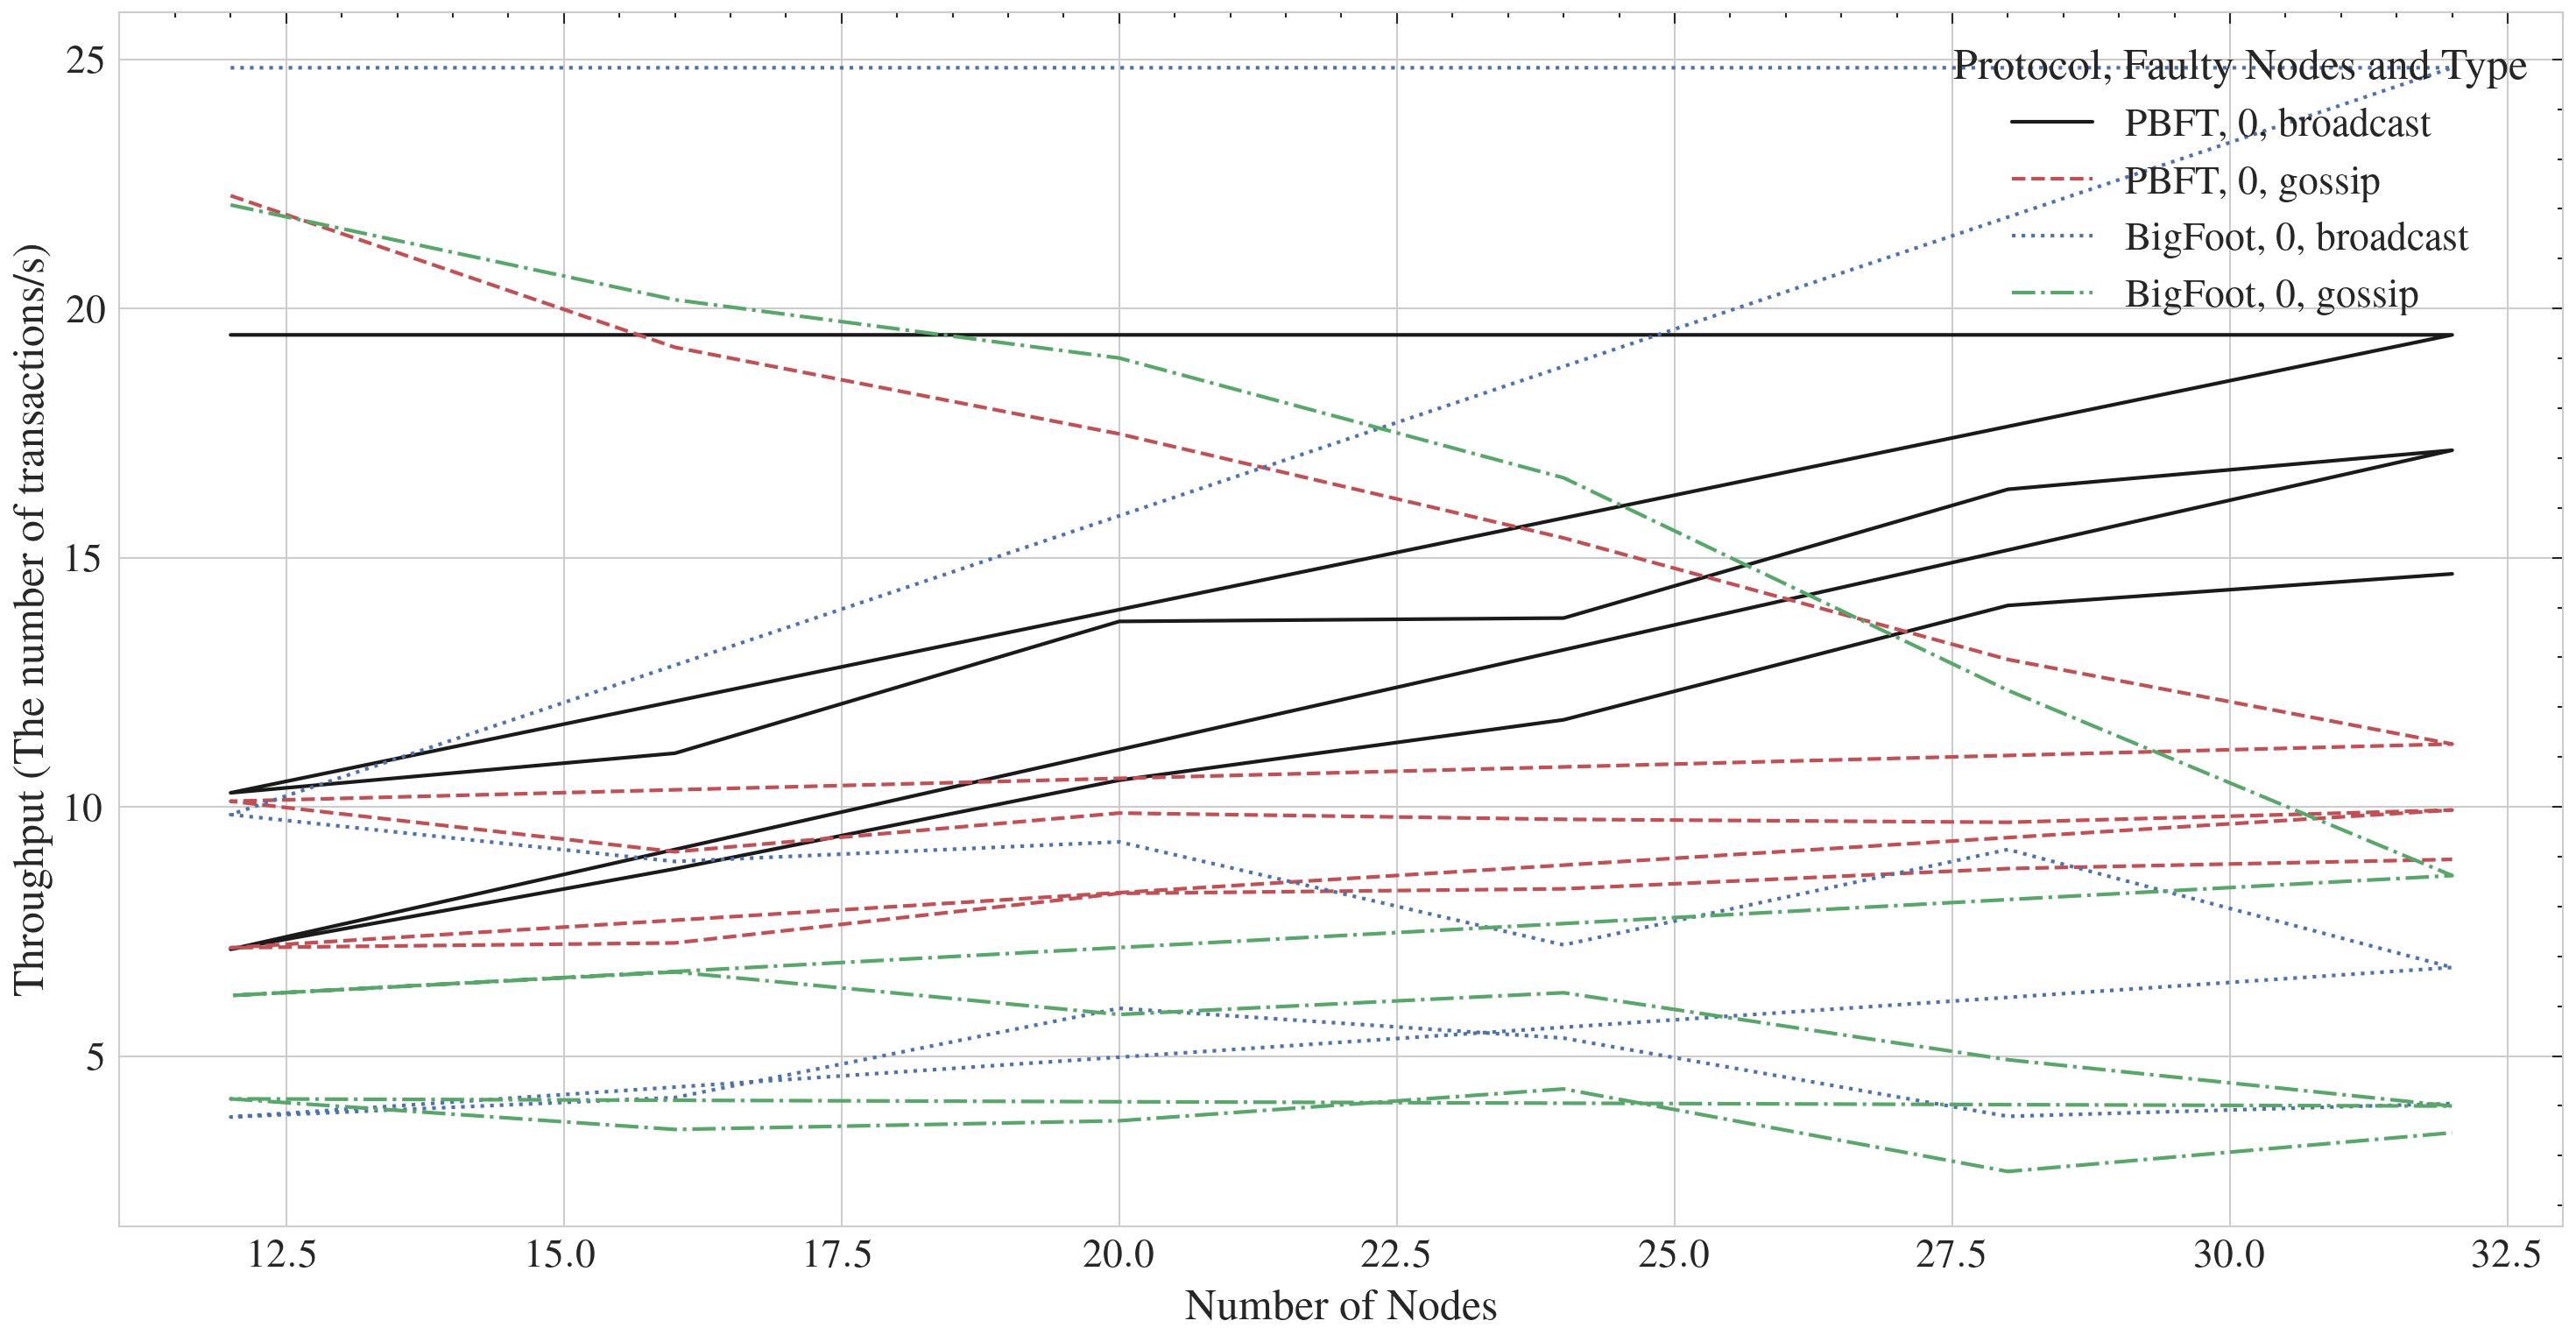 Throughput (The number of transactions/s)
25
20
15
10
5
Protocol, Faulty Nodes and Type
PBFT, 0, broadcast
PBFT, 0, gossip
BigFoot, 0, broadcast
BigFoot, 0, gossip
12.5 15.0 17.5 20.0 22.5 25.0 27.5 30.0 32.5
Number of Nodes